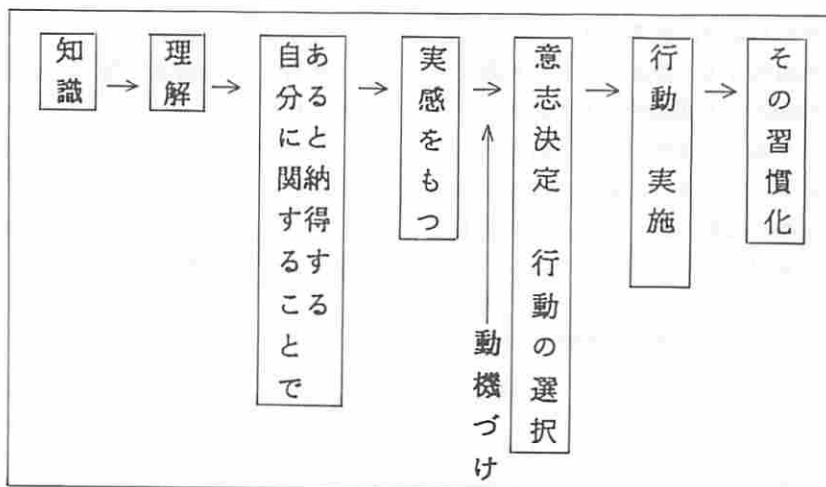 知識
理解
自分に関することで
あると納得する
実感をもつ
動機づけ
意志決定　行動の選択
行動　実施
その習慣化